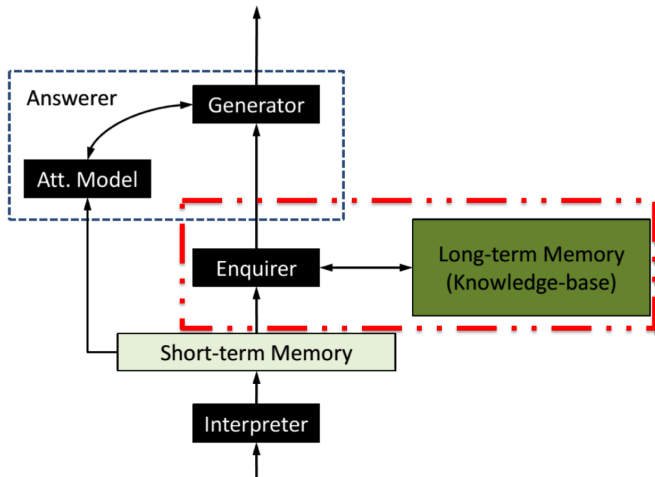 Answerer
Generator
Att. Model
Enquirer
Long-term Memory
(Knowledge-base)
Short-term Memory
Interpreter